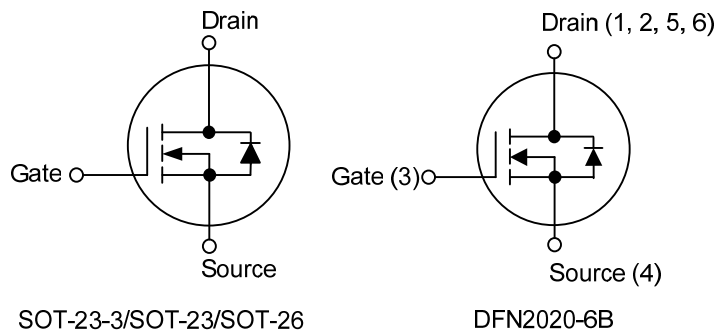 Drain
Gate
Source
SOT-23-3/SOT-23/SOT-26
Drain (1, 2, 5, 6)
Gate (3)
Source (4)
DFN2020-6B